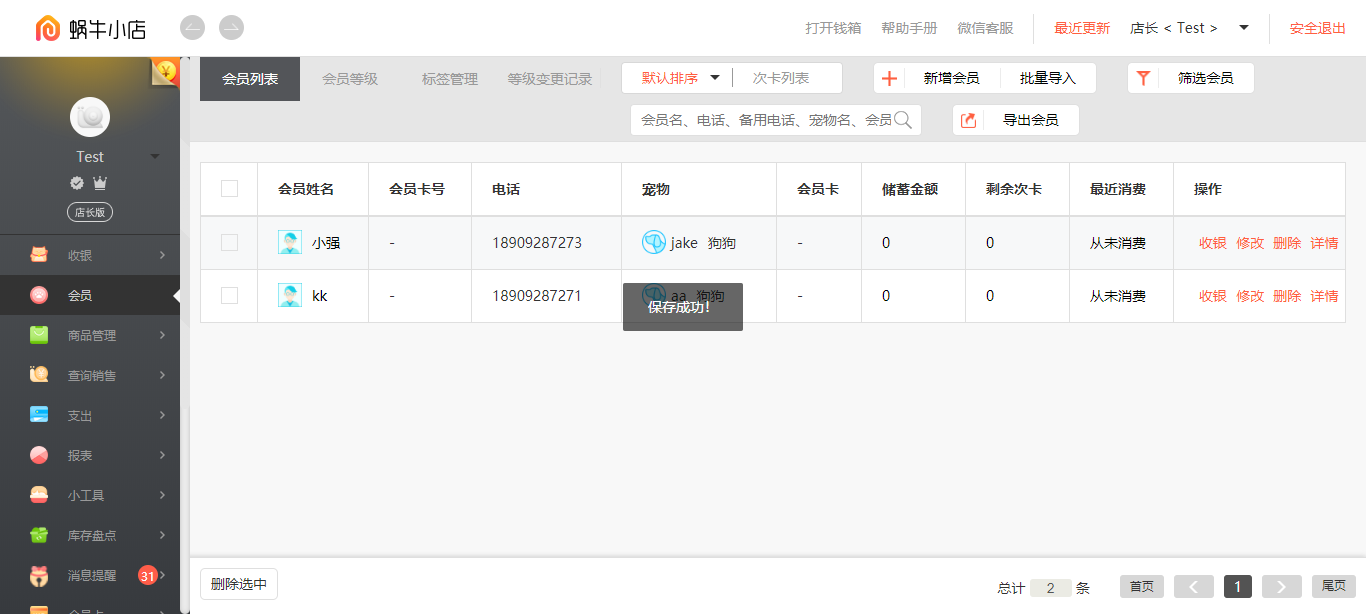 蜗牛小店
打开钱箱 帮助手册 微信客服 最近更新 店长 < Test > 安全退出
Test
店长版
收银
会员
商品管理
查询销售
支出
报表
小工具
库存盘点
消息提醒 31
会员卡
会员列表 会员等级 标签管理 等级变更记录 默认排序 次卡列表 新增会员 批量导入 筛选会员
会员名、电话、备用电话、宠物名、会员 导出会员
会员姓名 会员卡号 电话 宠物 会员卡 储蓄金额 剩余次卡 最近消费 操作
小强 - 18909287273 jake 狗狗 - 0 0 从未消费 收银 修改 删除 详情
kk - 18909287271 aa 狗狗 - 0 0 从未消费 收银 修改 删除 详情
保存成功!
删除选中 总计 2 条 首页 1 尾页